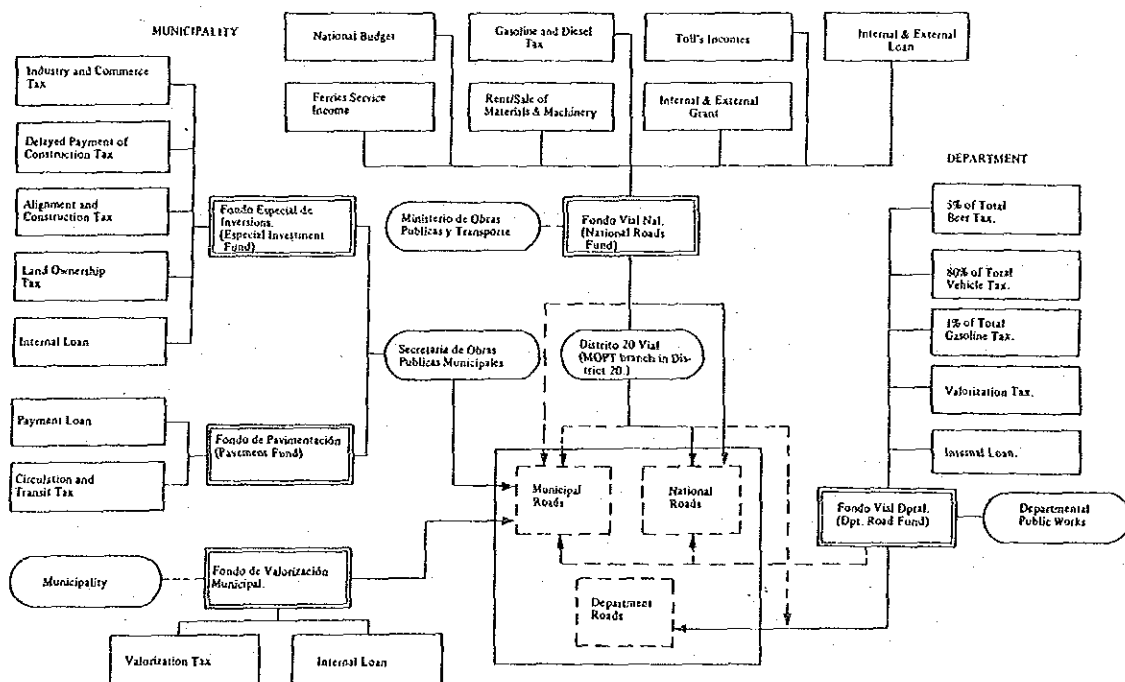 MUNICIPALITY
National Budget
Gasoline and Diesel
Tax
Toll's Incomes
Internal & External
Loan
Industry and Commerce
Tax
Ferries Service
Income
Rent/Sale of
Materials & Machinery
Internal & External
Grant
Delayed Payment of
Construction Tax
DEPARTMENT
Alignment and
Construction Tax
Fondo Especial de
Inversions.
(Especial Investment
Fund)
Ministerio de Obras
Publicas y Transporte
Fondo Vial Nal.
(National Roads
Fund)
5% of Total
Beer Tax.
Land Ownership
Tax
80% of Total
Vehicle Tax.
Internal Loan
Secretaria de Obras
Publicas Municipales
Distrito 20 Vial
(MOPT branch in Dis-
trict 20.)
1% of Total
Gasoline Tax.
Valorization Tax.
Payment Loan
Fondo de Pavimentación
(Pavement Fund)
Internal Loan.
Circulation and
Transit Tax
Municipal
Roads
National
Roads
Fondo Vial Dptal.
(Dpt. Road Fund)
Departmental
Public Works
Municipality
Fondo de Valorización
Municipal.
Department
Roads
Valorization Tax
Internal Loan